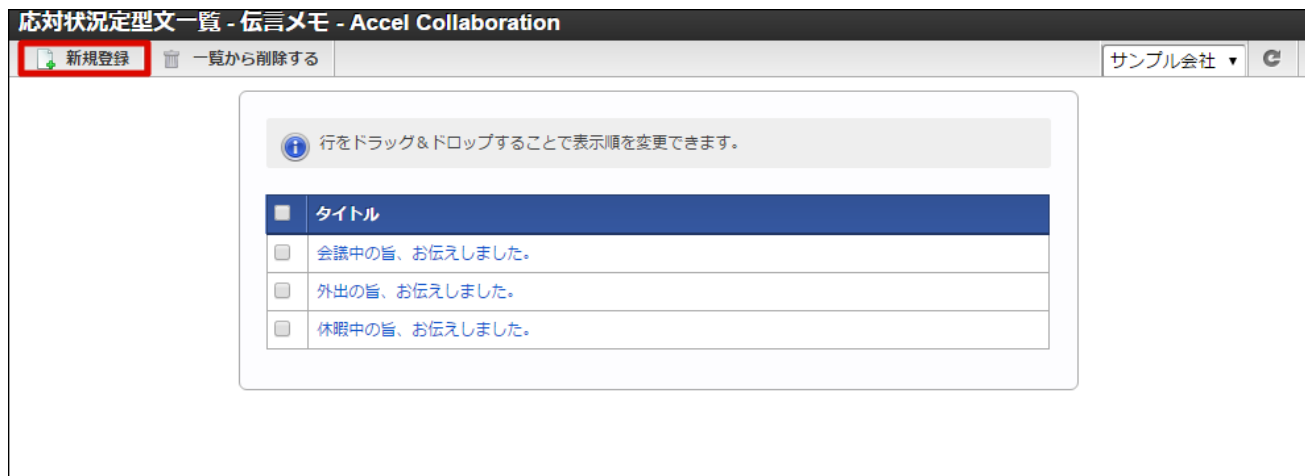 応対状況定型文一覧 - 伝言メモ - Accel Collaboration
新規登録 一覧から削除する サンプル会社
行をドラッグ&ドロップすることで表示順を変更できます。
タイトル
会議中の旨、お伝えしました。
外出の旨、お伝えしました。
休暇中の旨、お伝えしました。